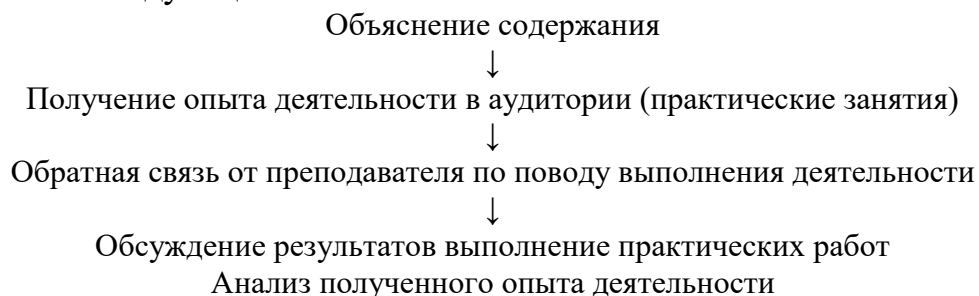 Объяснение содержания
↓
Получение опыта деятельности в аудитории (практические занятия)
↓
Обратная связь от преподавателя по поводу выполнения деятельности
↓
Обсуждение результатов выполнение практических работ
Анализ полученного опыта деятельности